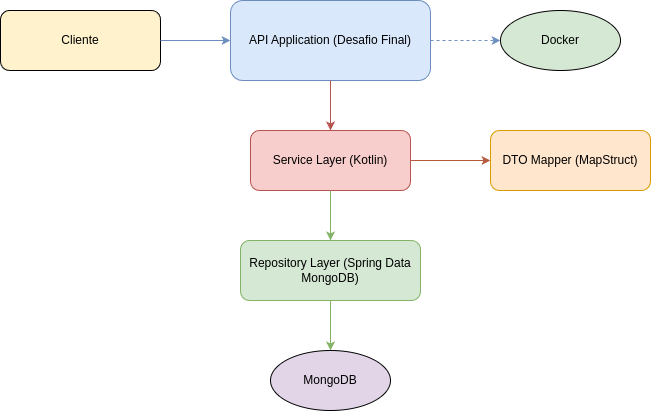 Cliente
API Application (Desafio Final)
Docker
Service Layer (Kotlin)
DTO Mapper (MapStruct)
Repository Layer (Spring Data
MongoDB)
MongoDB